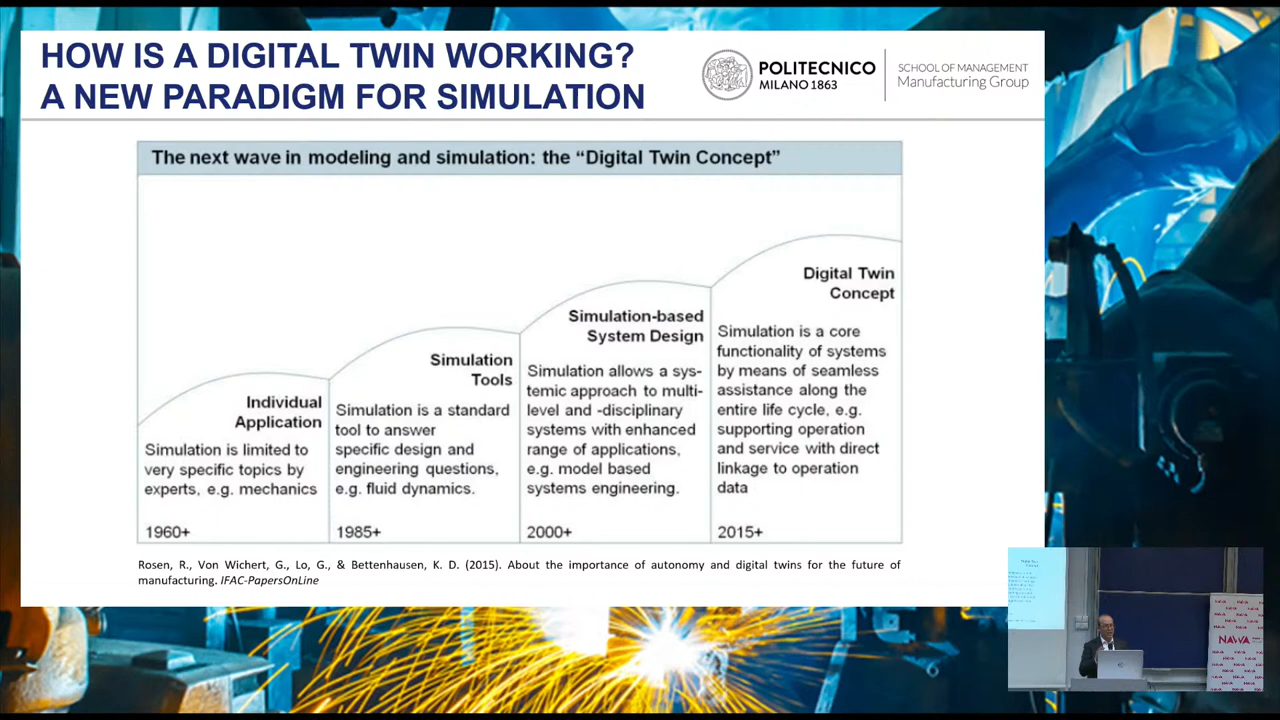 HOW IS A DIGITAL TWIN WORKING?
A NEW PARADIGM FOR SIMULATION
POLITECNICO
MILANO 1863
SCHOOL OF MANAGEMENT
Manufacturing Group
The next wave in modeling and simulation: the “Digital Twin Concept”
Individual
Application
Simulation is limited to
very specific topics by
experts, e.g. mechanics
1960+
Simulation
Tools
Simulation is a standard
tool to answer
specific design and
engineering questions,
e.g. fluid dynamics.
1985+
Simulation-based
System Design
Simulation allows a sys-
temic approach to multi-
level and -disciplinary
systems with enhanced
range of applications,
e.g. model based
systems engineering.
2000+
Digital Twin
Concept
Simulation is a core
functionality of systems
by means of seamless
assistance along the
entire life cycle, e.g.
supporting operation
and service with direct
linkage to operation
data
2015+
Rosen, R., Von Wichert, G., Lo, G., & Bettenhausen, K. D. (2015). About the importance of autonomy and digital twins for the future of
manufacturing. IFAC-PapersOnLine
NAWA